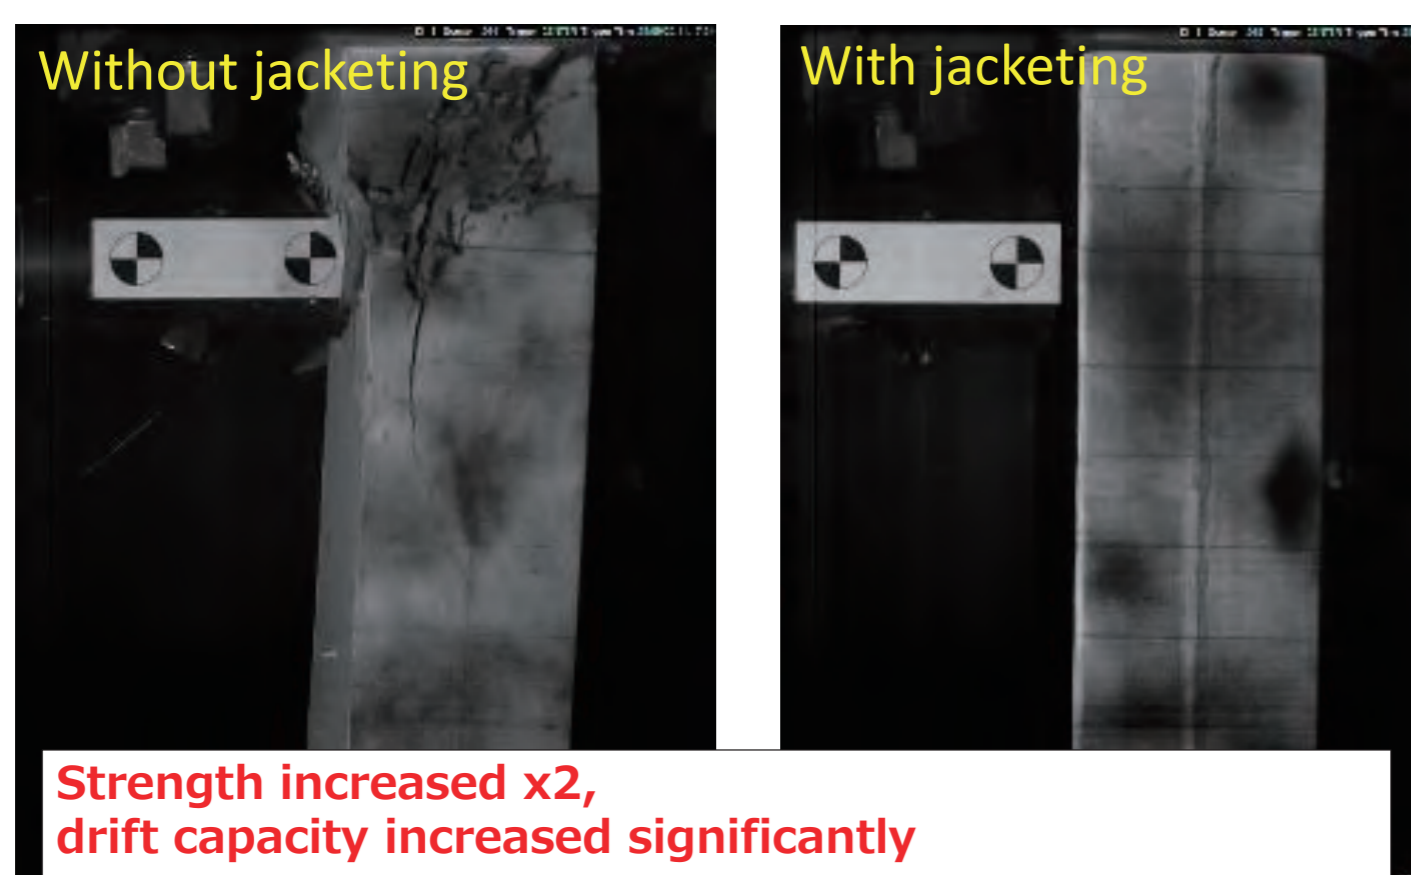 Without jacketing
With jacketing
Strength increased x2,
drift capacity increased significantly